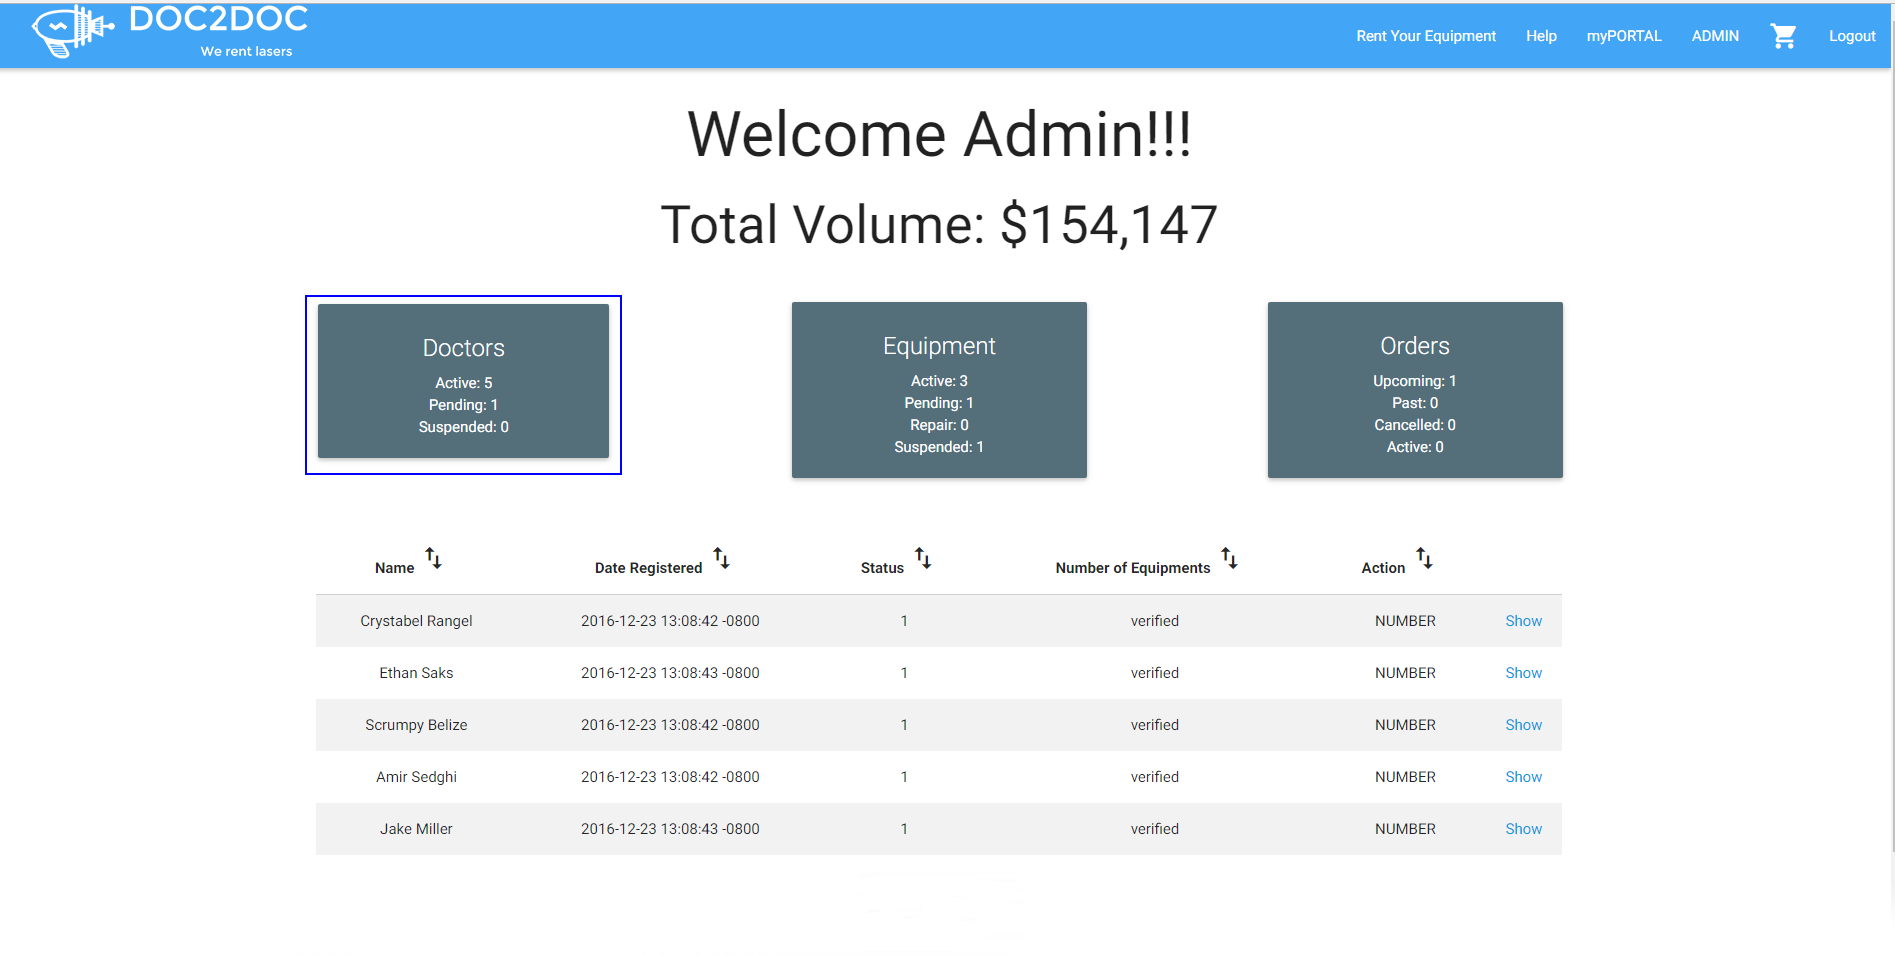 DOC2DOC
We rent lasers
Rent Your Equipment Help myPORTAL ADMIN Logout
Welcome Admin!!!
Total Volume: $154,147
Doctors
Active: 5
Pending: 1
Suspended: 0
Equipment
Active: 3
Pending: 1
Repair: 0
Suspended: 1
Orders
Upcoming: 1
Past: 0
Cancelled: 0
Active: 0
Name Date Registered Status Number of Equipments Action
Crystabel Rangel 2016-12-23 13:08:42 -0800 1 verified NUMBER Show
Ethan Saks 2016-12-23 13:08:43 -0800 1 verified NUMBER Show
Scrumpy Belize 2016-12-23 13:08:42 -0800 1 verified NUMBER Show
Amir Sedghi 2016-12-23 13:08:42 -0800 1 verified NUMBER Show
Jake Miller 2016-12-23 13:08:43 -0800 1 verified NUMBER Show